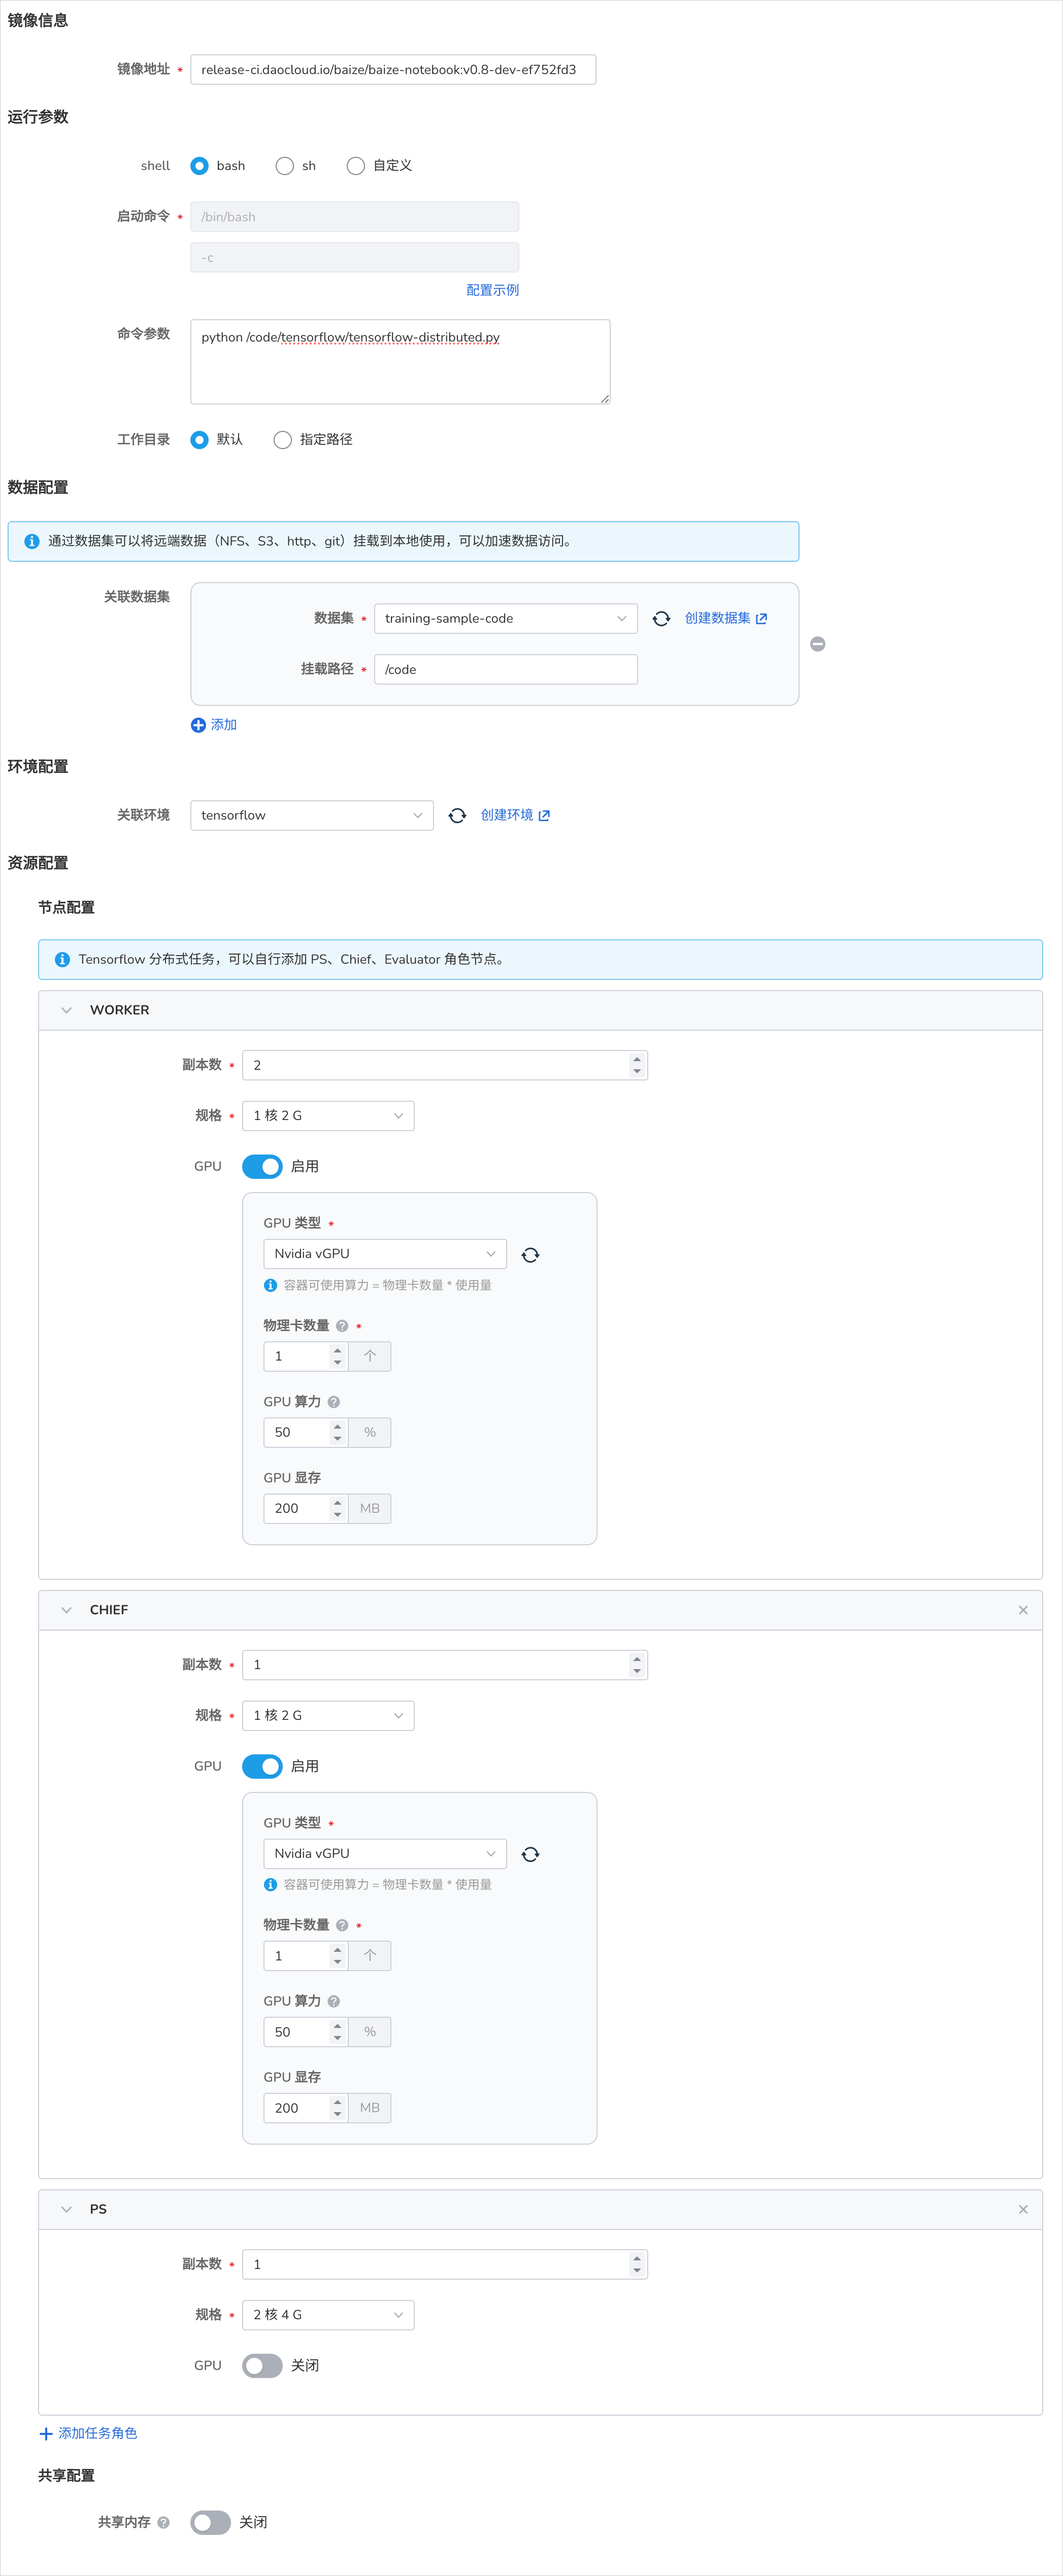 镜像信息
镜像地址 * release-ci.daocloud.io/baize/baize-notebook:v0.8-dev-ef752fd3
运行参数
shell bash sh 自定义
启动命令 * /bin/bash
-c
配置示例
命令参数 python /code/tensorflow/tensorflow-distributed.py
工作目录 默认 指定路径
数据配置
通过数据集可以将远端数据（NFS、S3、http、git）挂载到本地使用，可以加速数据访问。
关联数据集
数据集 * training-sample-code 创建数据集
挂载路径 * /code
添加
环境配置
关联环境 tensorflow 创建环境
资源配置
节点配置
Tensorflow 分布式任务，可以自行添加 PS、Chief、Evaluator 角色节点。
WORKER
副本数 * 2
规格 * 1 核 2 G
GPU 启用
GPU 类型 *
Nvidia vGPU
容器可使用算力 = 物理卡数量 * 使用量
物理卡数量 ? *
1 个
GPU 算力 ?
50 %
GPU 显存
200 MB
CHIEF
副本数 * 1
规格 * 1 核 2 G
GPU 启用
GPU 类型 *
Nvidia vGPU
容器可使用算力 = 物理卡数量 * 使用量
物理卡数量 ? *
1 个
GPU 算力 ?
50 %
GPU 显存
200 MB
PS
副本数 * 1
规格 * 2 核 4 G
GPU 关闭
添加任务角色
共享配置
共享内存 ? 关闭